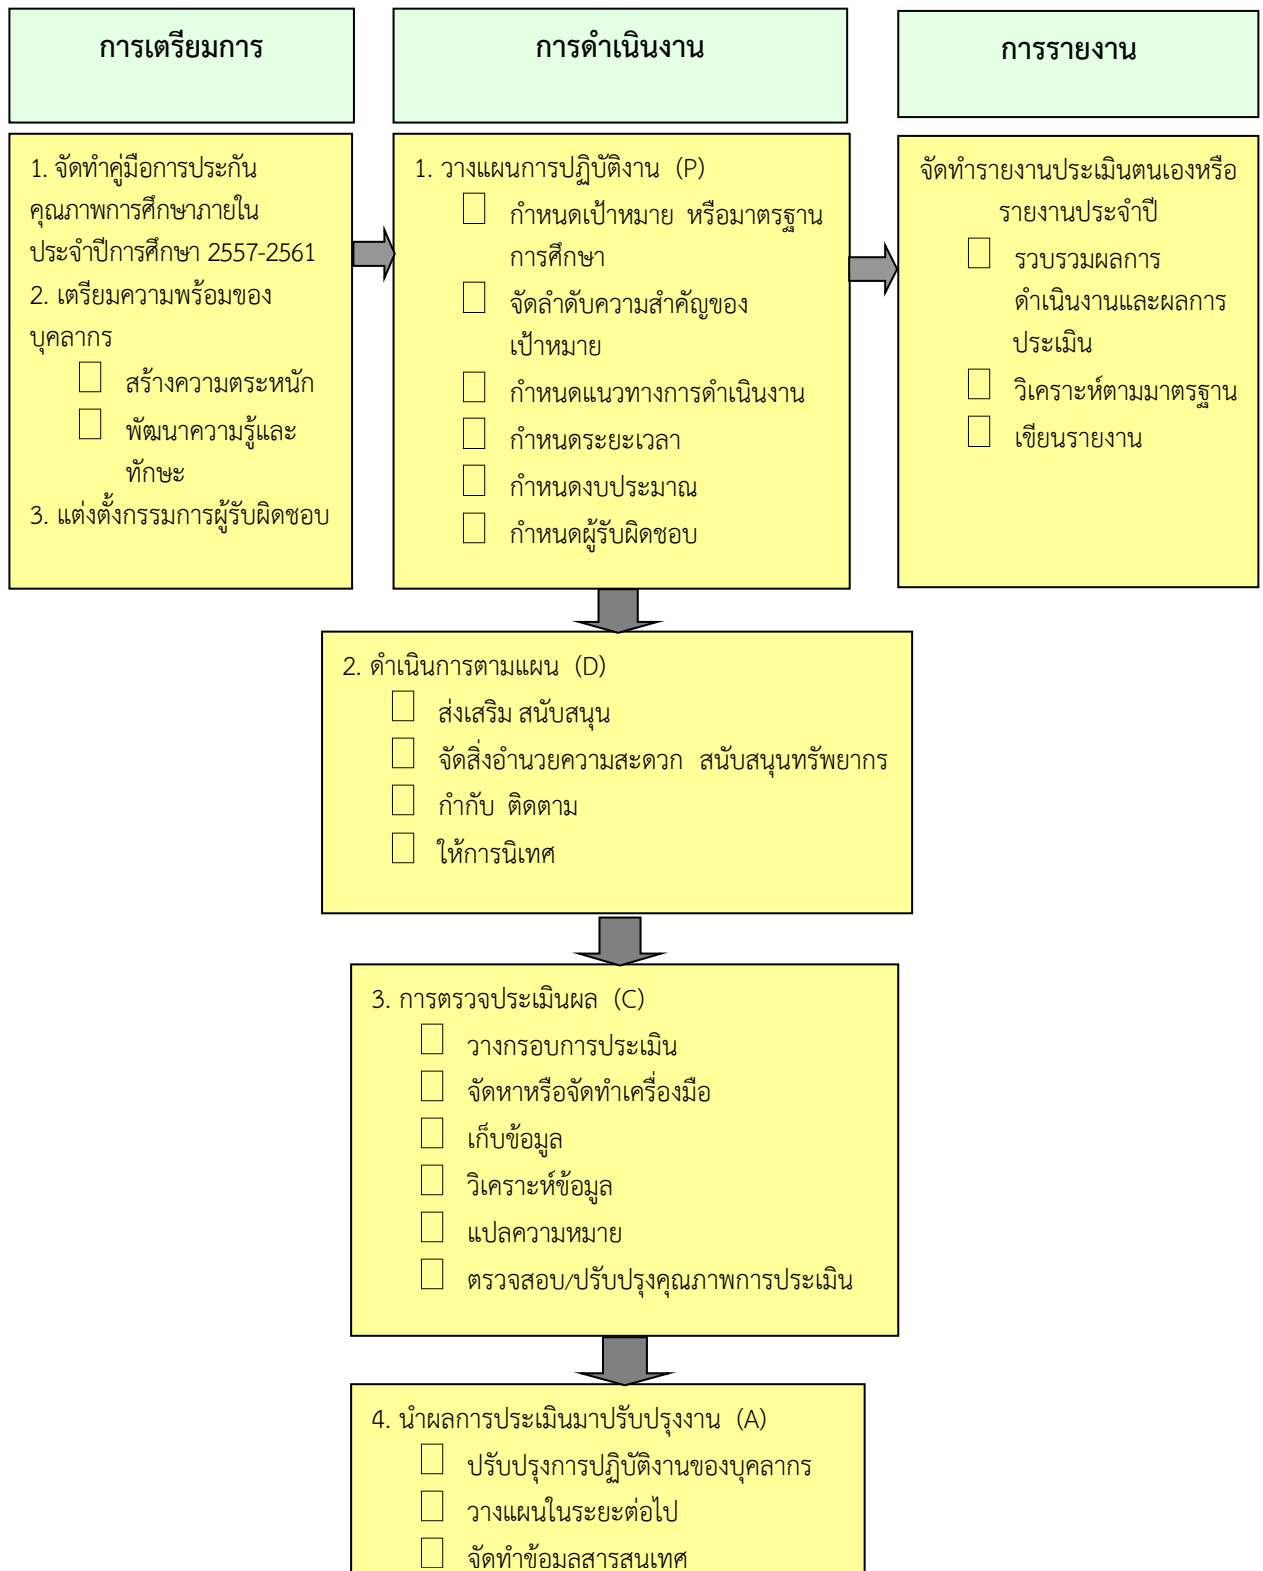 การเตรียมการ
การดำเนินงาน
การรายงาน
1. จัดทำคู่มือการประกัน
คุณภาพการศึกษาภายใน
ประจำปีการศึกษา 2557-2561
2. เตรียมความพร้อมของ
บุคลากร
สร้างความตระหนัก
พัฒนาความรู้และ
ทักษะ
3. แต่งตั้งกรรมการผู้รับผิดชอบ
1. วางแผนการปฏิบัติงาน (P)
กำหนดเป้าหมาย หรือมาตรฐาน
การศึกษา
จัดลำดับความสำคัญของ
เป้าหมาย
กำหนดแนวทางการดำเนินงาน
กำหนดระยะเวลา
กำหนดงบประมาณ
กำหนดผู้รับผิดชอบ
จัดทำรายงานประเมินตนเองหรือ
รายงานประจำปี
รวบรวมผลการ
ดำเนินงานและผลการ
ประเมิน
วิเคราะห์ตามมาตรฐาน
เขียนรายงาน
2. ดำเนินการตามแผน (D)
ส่งเสริม สนับสนุน
จัดสิ่งอำนวยความสะดวก สนับสนุนทรัพยากร
กำกับ ติดตาม
ให้การนิเทศ
3. การตรวจประเมินผล (C)
วางกรอบการประเมิน
จัดหาหรือจัดทำเครื่องมือ
เก็บข้อมูล
วิเคราะห์ข้อมูล
แปลความหมาย
ตรวจสอบ/ปรับปรุงคุณภาพการประเมิน
4. นำผลการประเมินมาปรับปรุงงาน (A)
ปรับปรุงการปฏิบัติงานของบุคลากร
วางแผนในระยะต่อไป
จัดทำข้อมูลสารสนเทศ